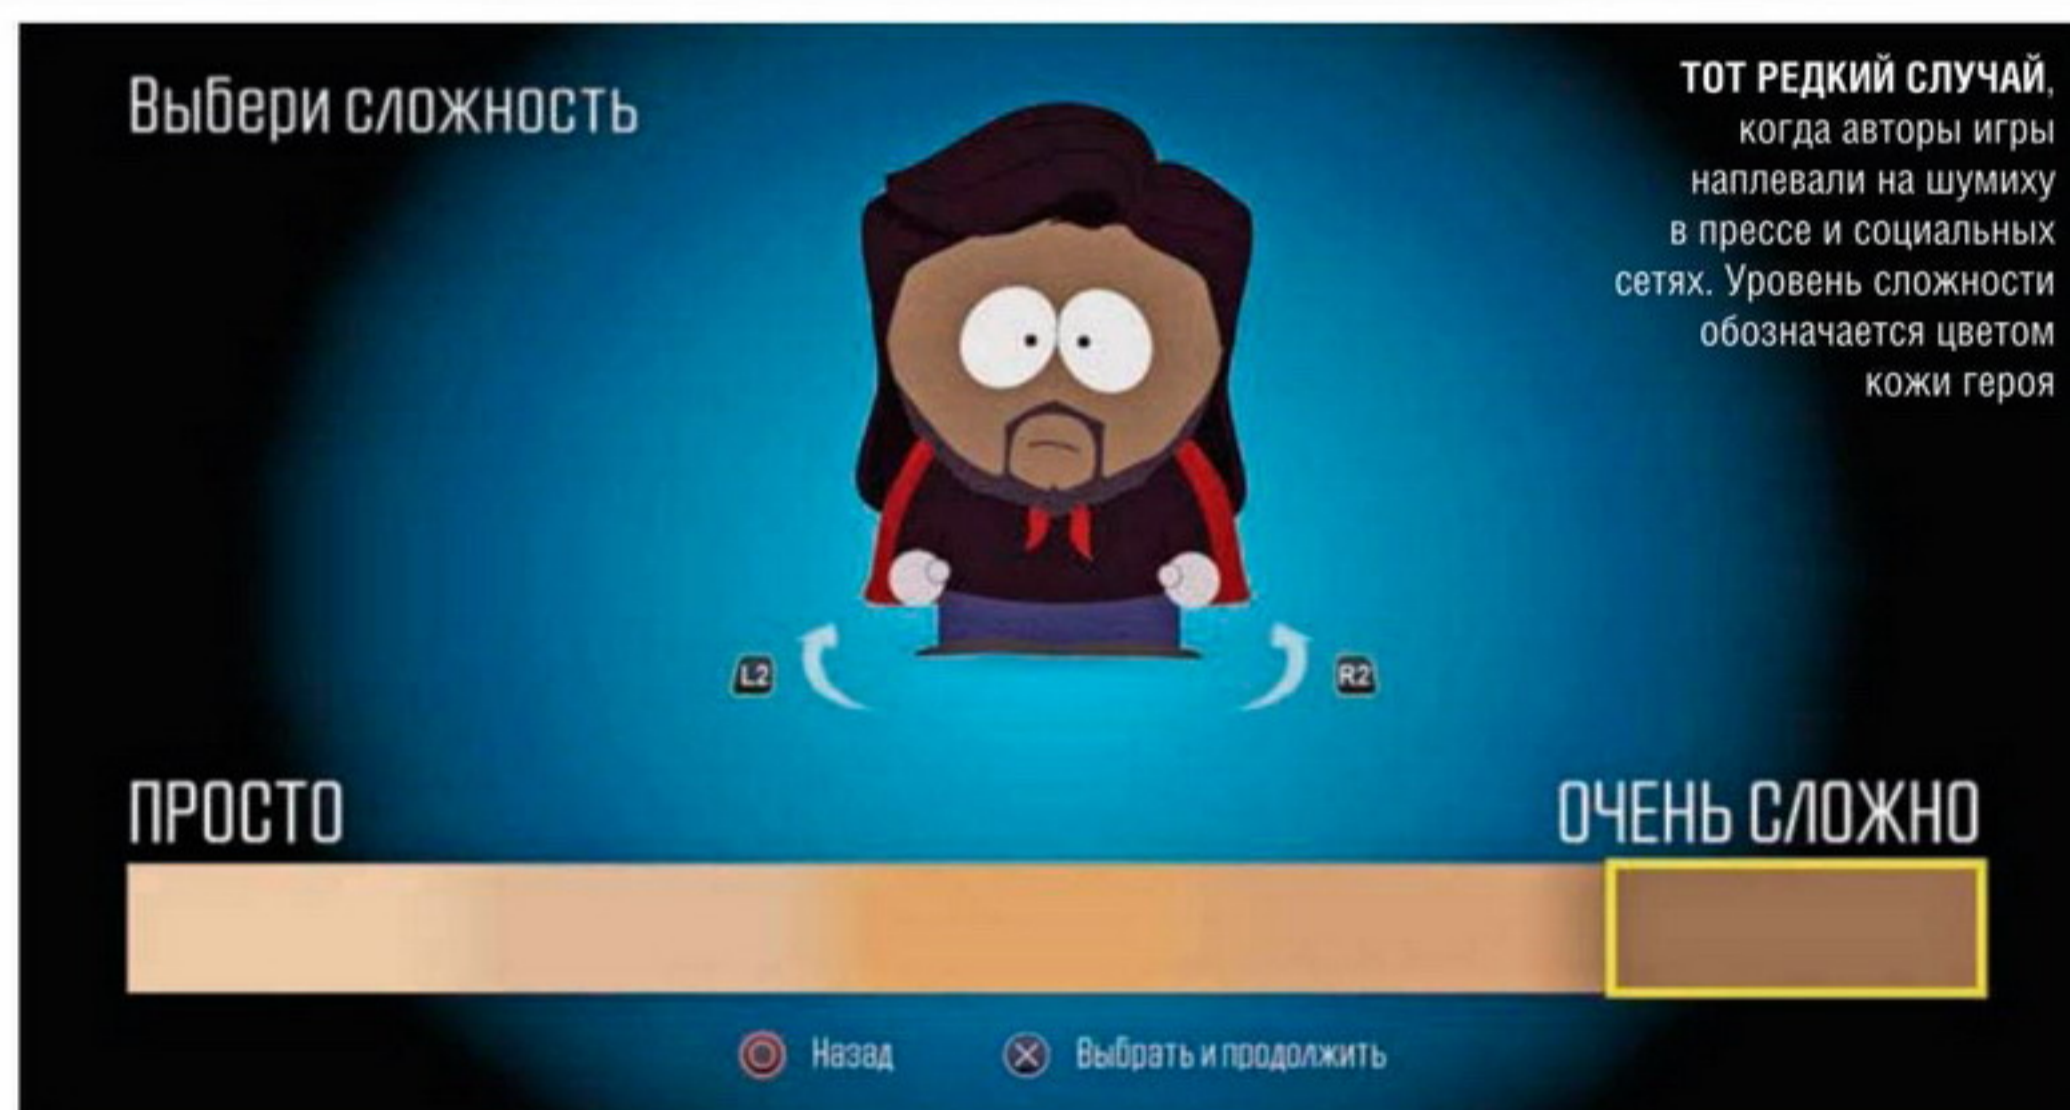 Выбери сложность
ТОТ РЕДКИЙ СЛУЧАЙ,
когда авторы игры
наплевали на шумиху
в прессе и социальных
сетях. Уровень сложности
обозначается цветом
кожи героя
L2
R2
ПРОСТО
ОЧЕНЬ СЛОЖНО
Назад
Выбрать и продолжить